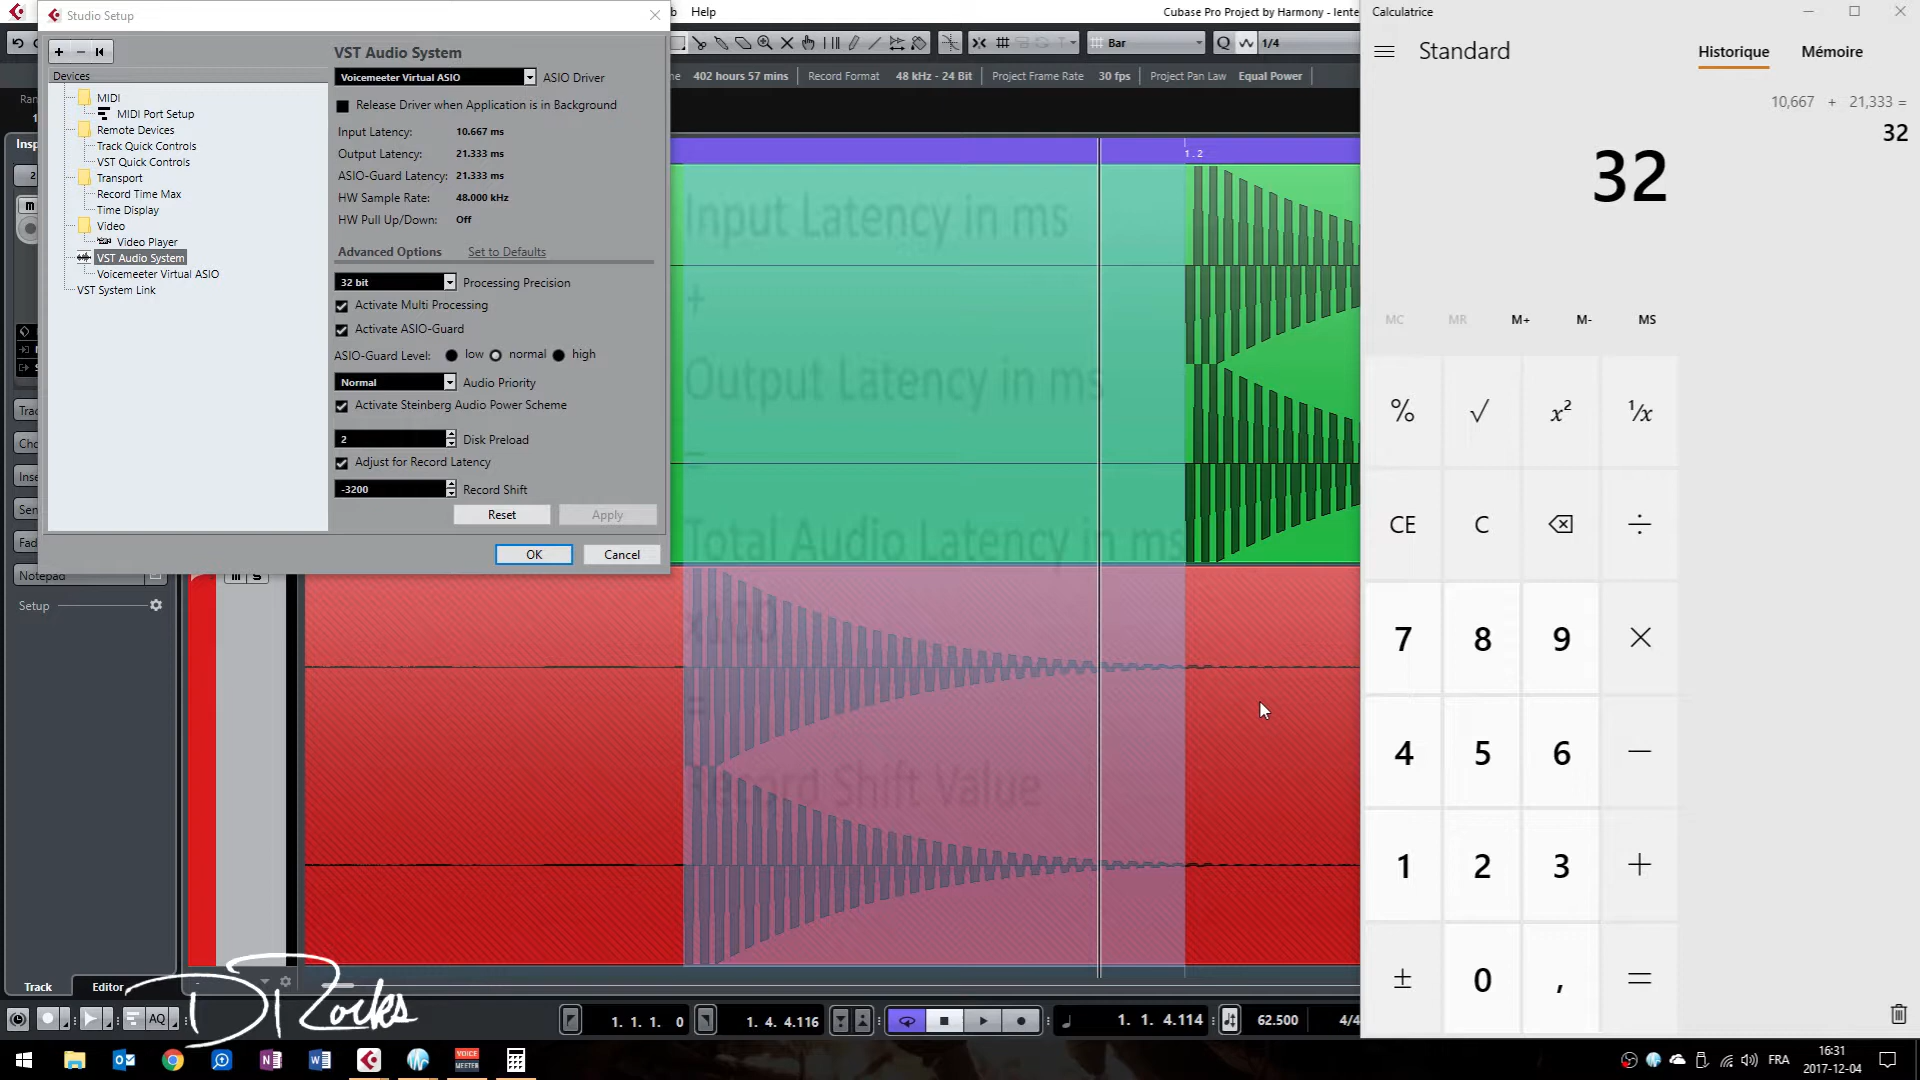 Studio Setup
Help
Cubase Pro Project by Harmony - lente
Calculatrice
Devices
MIDI
MIDI Port Setup
Remote Devices
Track Quick Controls
VST Quick Controls
Transport
Record Time Max
Time Display
Video
Video Player
VST Audio System
Voicemeeter Virtual ASIO
VST System Link
VST Audio System
Voicemeeter Virtual ASIO ASIO Driver
Release Driver when Application is in Background
Input Latency: 10.667 ms
Output Latency: 21.333 ms
ASIO-Guard Latency: 21.333 ms
HW Sample Rate: 48.000 kHz
HW Pull Up/Down: Off
Advanced Options Set to Defaults
32 bit Processing Precision
Activate Multi Processing
Activate ASIO-Guard
ASIO-Guard Level: low normal high
Normal Audio Priority
Activate Steinberg Audio Power Scheme
2 Disk Preload
Adjust for Record Latency
-3200 Record Shift
Reset Apply
OK Cancel
Bar
Q 1/4
402 hours 57 mins Record Format 48 kHz - 24 Bit Project Frame Rate 30 fps Project Pan Law Equal Power
1.2
Input Latency in ms
+
Output Latency in ms
=
Total Audio Latency in ms
x100
=
Record Shift Value
Standard
Historique Mémoire
10,667 + 21,333 =
32
32
MC MR M+ M- MS
% √ x² ¹/x
CE C ÷
7 8 9 ×
4 5 6 −
1 2 3 +
± 0 , =
Notepad
m s
Setup
Track Editor
AQ
DI Rocks
1. 1. 1. 0
1. 4. 4.116
1. 1. 4.114
62.500
4/4
VOICE
MEETER
FRA
16:31
2017-12-04